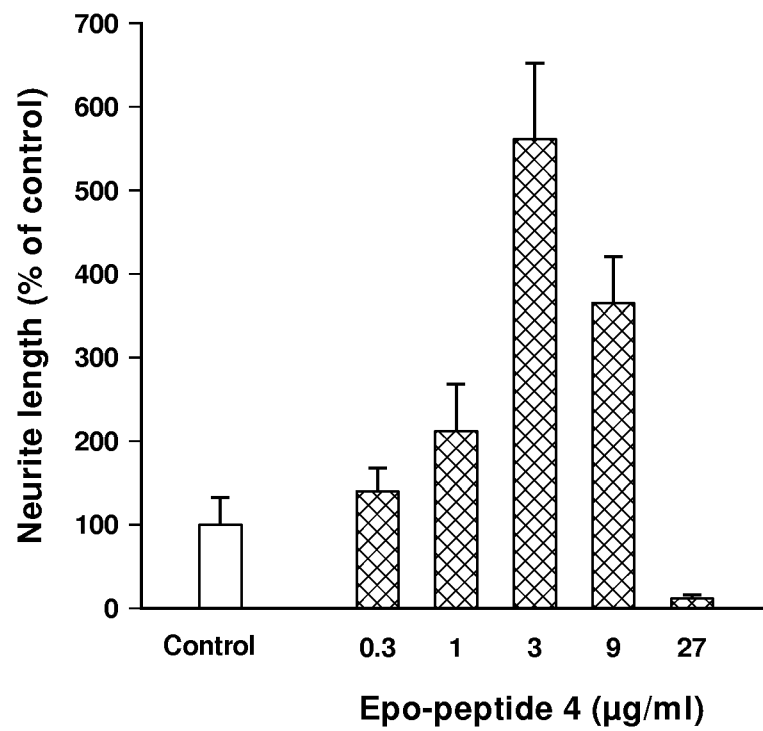 Neurite length (% of control)
700
600
500
400
300
200
100
0
Control 0.3 1 3 9 27
Epo-peptide 4 (μg/ml)